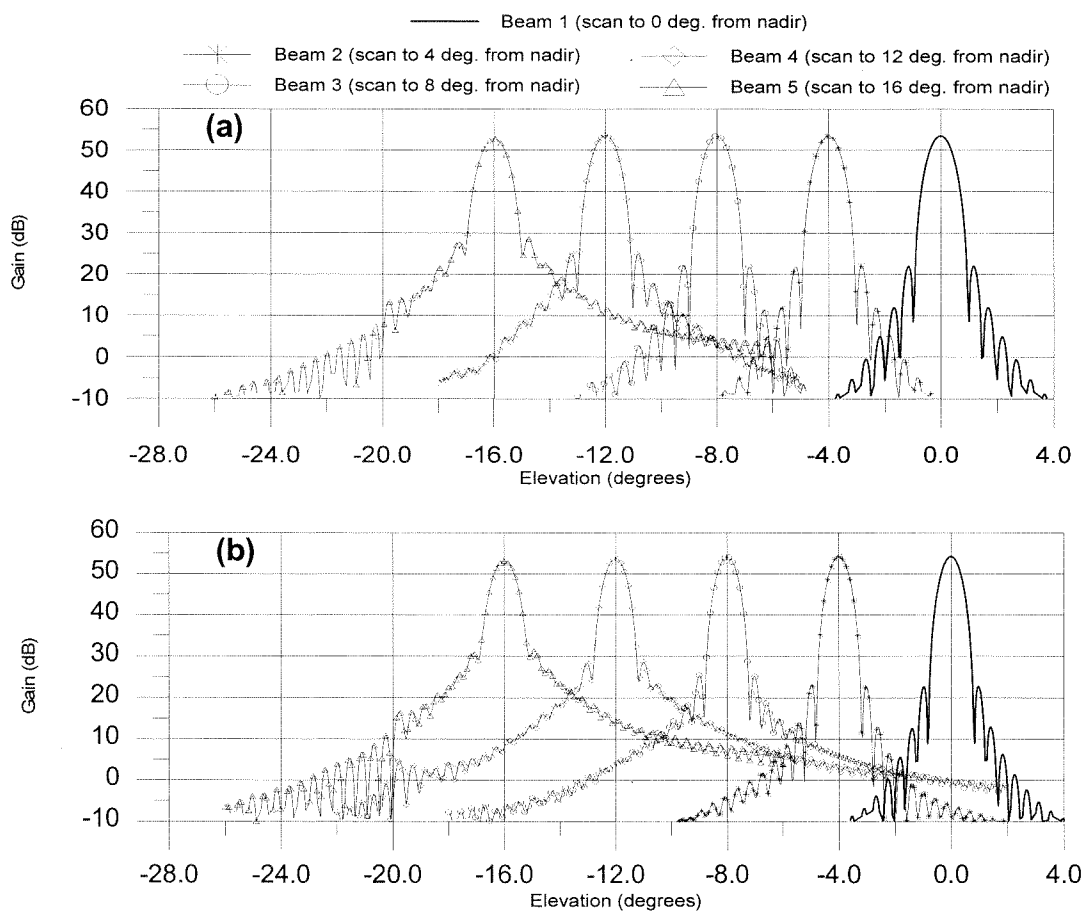 Beam 1 (scan to 0 deg. from nadir)
Beam 2 (scan to 4 deg. from nadir)
Beam 4 (scan to 12 deg. from nadir)
Beam 3 (scan to 8 deg. from nadir)
Beam 5 (scan to 16 deg. from nadir)
(a)
60
50
40
30
20
10
0
-10
Gain (dB)
-28.0 -24.0 -20.0 -16.0 -12.0 -8.0 -4.0 0.0 4.0
Elevation (degrees)
(b)
60
50
40
30
20
10
0
-10
Gain (dB)
-28.0 -24.0 -20.0 -16.0 -12.0 -8.0 -4.0 0.0 4.0
Elevation (degrees)